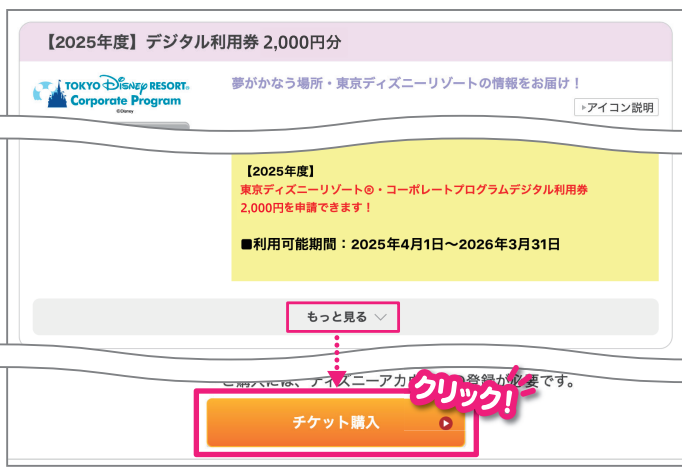 【2025年度】デジタル利用券 2,000円分
TOKYO Disney RESORT®
Corporate Program
©Disney
夢がかなう場所・東京ディズニーリゾートの情報をお届け！
アイコン説明
【2025年度】
東京ディズニーリゾート®・コーポレートプログラムデジタル利用券
2,000円を申請できます！
■利用可能期間：2025年4月1日～2026年3月31日
もっと見る
ご購入には、ディズニーアカ
登録が必要です。
クリック!
チケット購入